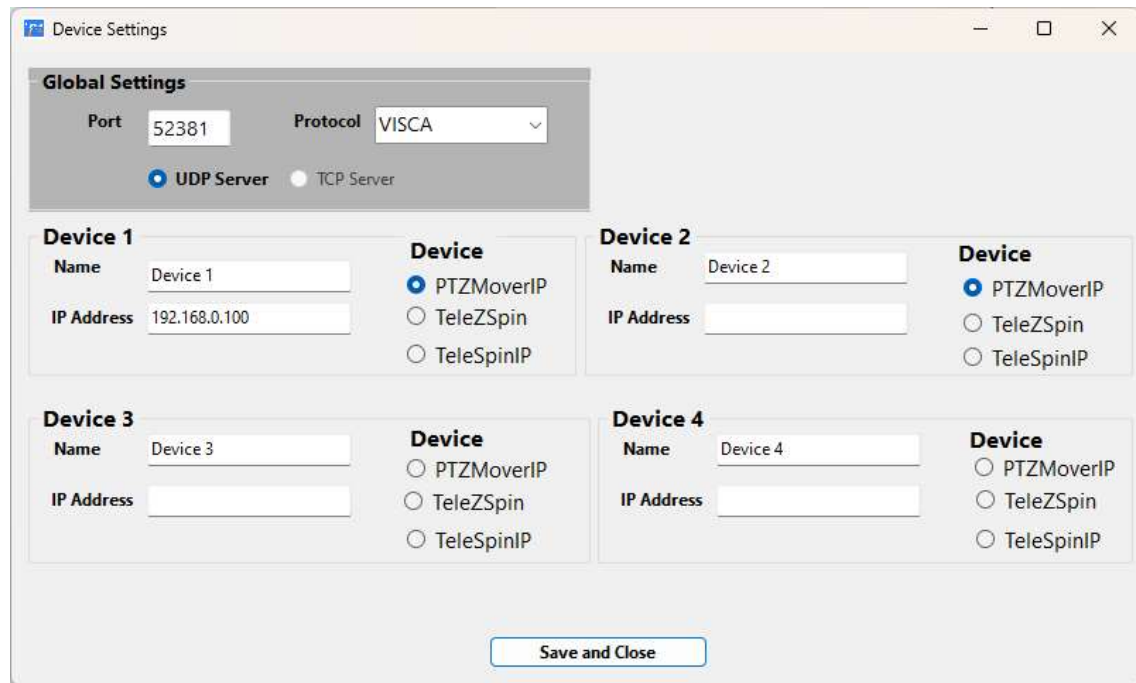 Device Settings
Global Settings
Port 52381 Protocol VISCA
UDP Server TCP Server
Device 1
Name Device 1
IP Address 192.168.0.100
Device
PTZMoverIP
TeleZSpin
TeleSpinIP
Device 2
Name Device 2
IP Address
Device
PTZMoverIP
TeleZSpin
TeleSpinIP
Device 3
Name Device 3
IP Address
Device
PTZMoverIP
TeleZSpin
TeleSpinIP
Device 4
Name Device 4
IP Address
Device
PTZMoverIP
TeleZSpin
TeleSpinIP
Save and Close